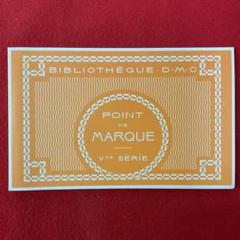 BIBLIOTHÈQUE D·M·C
POINT
DE
MARQUE
Vme SÉRIE